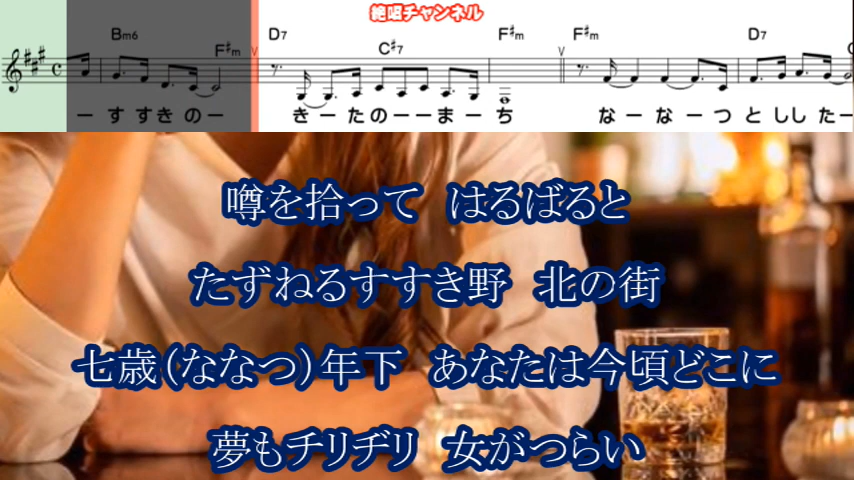 絶唱チャンネル
Bm6 F#m D7 C#7 F#m F#m D7
ーすすきのー きーたのーーまーち なーなーつとししたー
噂を拾って はるばると
たずねるすすき野 北の街
七歳(ななつ)年下 あなたは今頃どこに
夢もチリヂリ 女がつらい